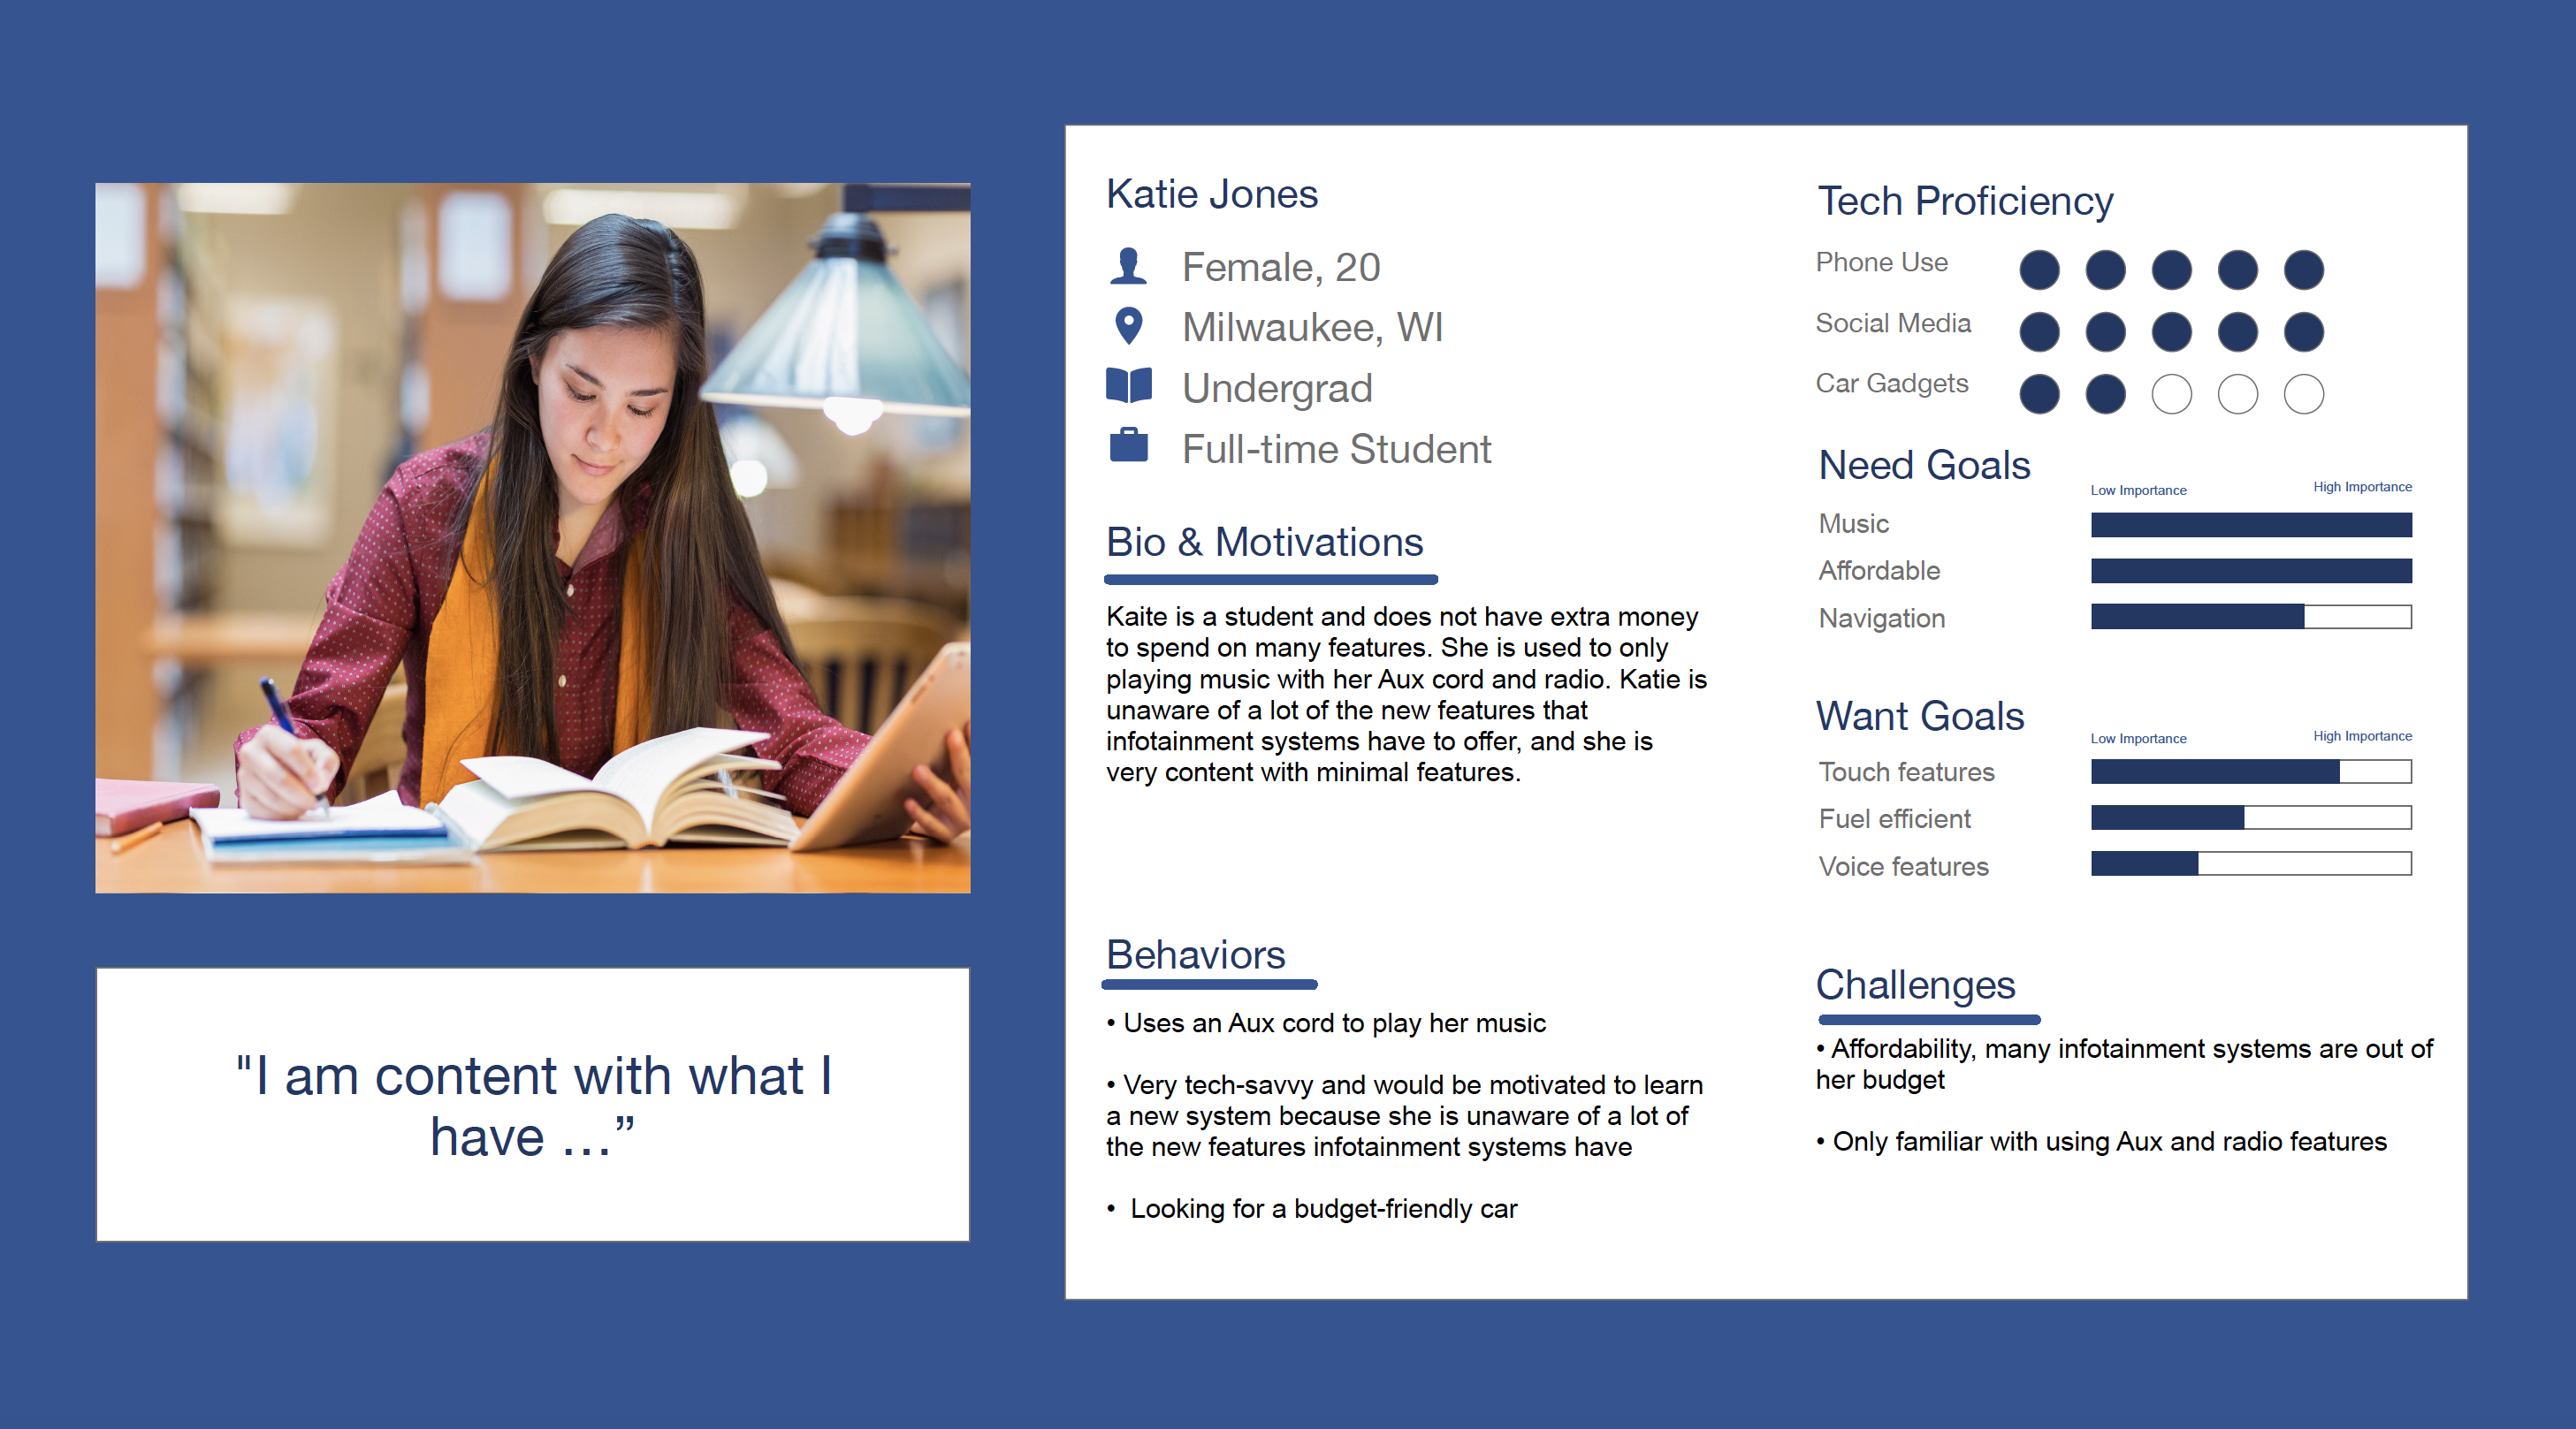 "I am content with what I
have ...”
Katie Jones
Female, 20
Milwaukee, WI
Undergrad
Full-time Student
Bio & Motivations
Kaite is a student and does not have extra money
to spend on many features. She is used to only
playing music with her Aux cord and radio. Katie is
unaware of a lot of the new features that
infotainment systems have to offer, and she is
very content with minimal features.
Behaviors
• Uses an Aux cord to play her music
• Very tech-savvy and would be motivated to learn
a new system because she is unaware of a lot of
the new features infotainment systems have
• Looking for a budget-friendly car
Tech Proficiency
Phone Use
Social Media
Car Gadgets
Need Goals
Low Importance High Importance
Music
Affordable
Navigation
Want Goals
Low Importance High Importance
Touch features
Fuel efficient
Voice features
Challenges
• Affordability, many infotainment systems are out of
her budget
• Only familiar with using Aux and radio features